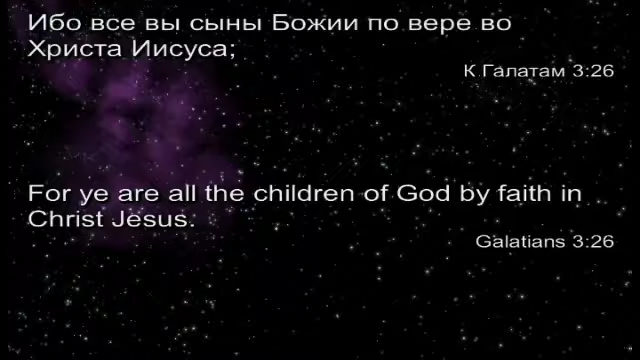 Ибо все вы сыны Божии по вере во
Христа Иисуса;
К Галатам 3:26
For ye are all the children of God by faith in
Christ Jesus.
Galatians 3:26